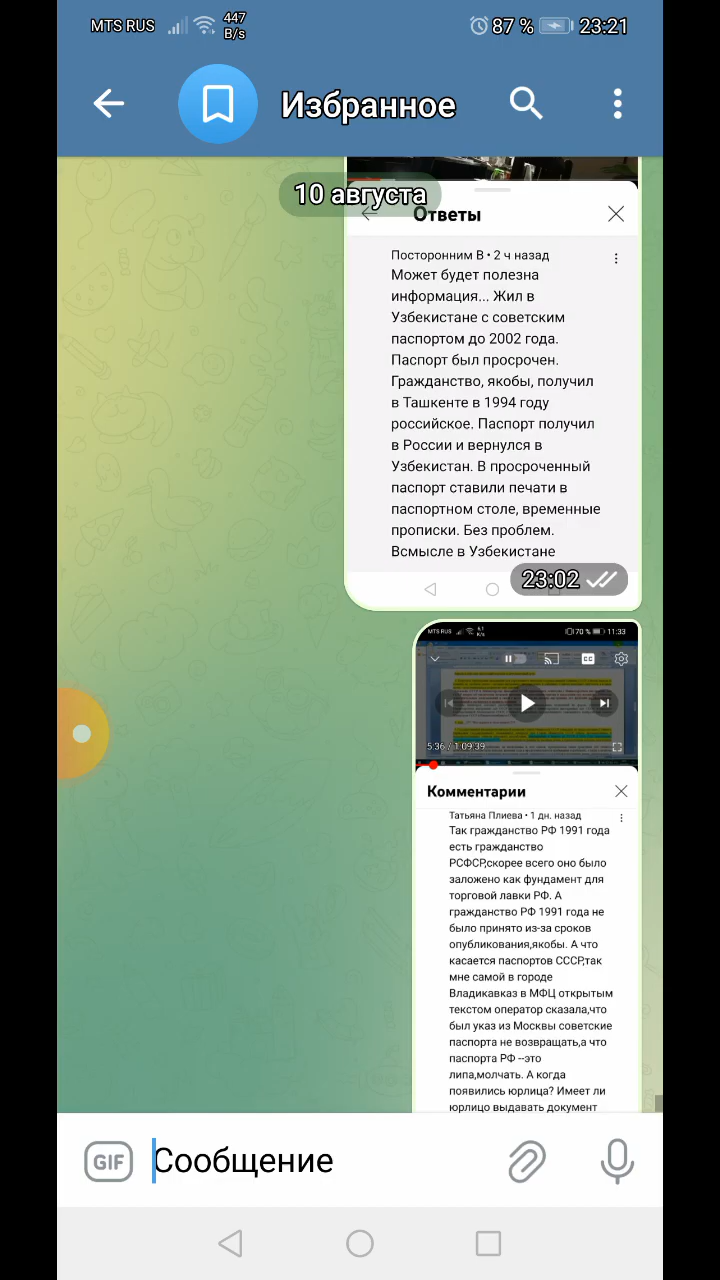 MTS RUS 447 B/s 87 % 23:21
Избранное
10 августа
Ответы
Посторонним В • 2 ч назад
Может будет полезна
информация... Жил в
Узбекистане с советским
паспортом до 2002 года.
Паспорт был просрочен.
Гражданство, якобы, получил
в Ташкенте в 1994 году
российское. Паспорт получил
в России и вернулся в
Узбекистан. В просроченный
паспорт ставили печати в
паспортном столе, временные
прописки. Без проблем.
Всмысле в Узбекистане
23:02
MTS RUS 70 % 11:33
5:36 / 1:09:39
Комментарии
Татьяна Плиева • 1 дн. назад
Так гражданство РФ 1991 года
есть гражданство
РСФСР,скорее всего оно было
заложено как фундамент для
торговой лавки РФ. А
гражданство РФ 1991 года не
было принято из-за сроков
опубликования,якобы. А что
касается паспортов СССР,так
мне самой в городе
Владикавказ в МФЦ открытым
текстом оператор сказала,что
был указ из Москвы советские
паспорта не возвращать,а что
паспорта РФ --это
липа,молчать. А когда
появились юрлица? Имеет ли
юрлицо выдавать документ
GIF Сообщение